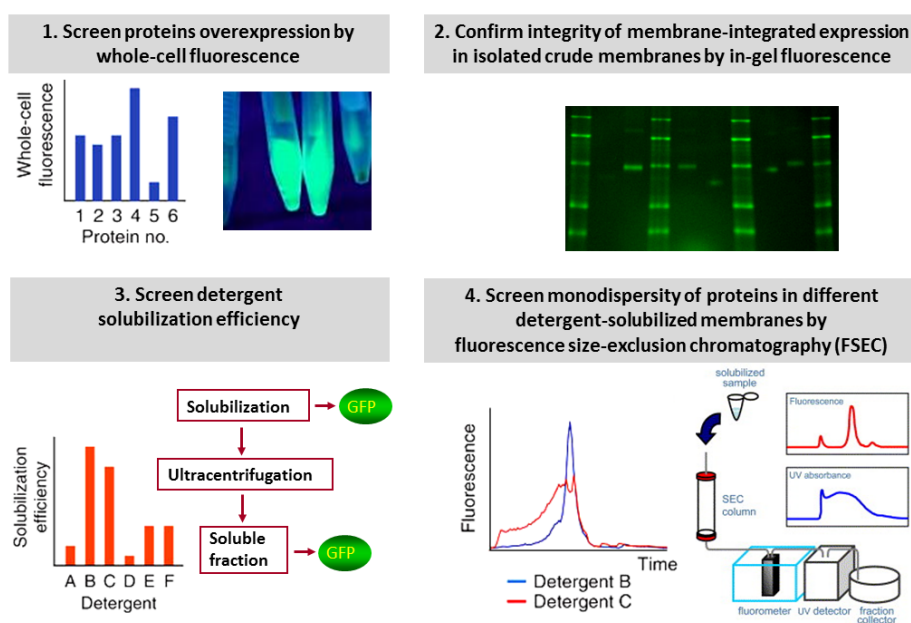 1. Screen proteins overexpression by
whole-cell fluorescence
Whole-cell
fluorescence
1 2 3 4 5 6
Protein no.
2. Confirm integrity of membrane-integrated expression
in isolated crude membranes by in-gel fluorescence
3. Screen detergent
solubilization efficiency
Solubilization
efficiency
A B C D E F
Detergent
Solubilization
GFP
Ultracentrifugation
Soluble
fraction
GFP
4. Screen monodispersity of proteins in different
detergent-solubilized membranes by
fluorescence size-exclusion chromatography (FSEC)
Fluorescence
Time
Detergent B
Detergent C
solubilized
sample
SEC
column
Fluorescence
UV absorbance
fluorometer
UV detector
fraction
collector